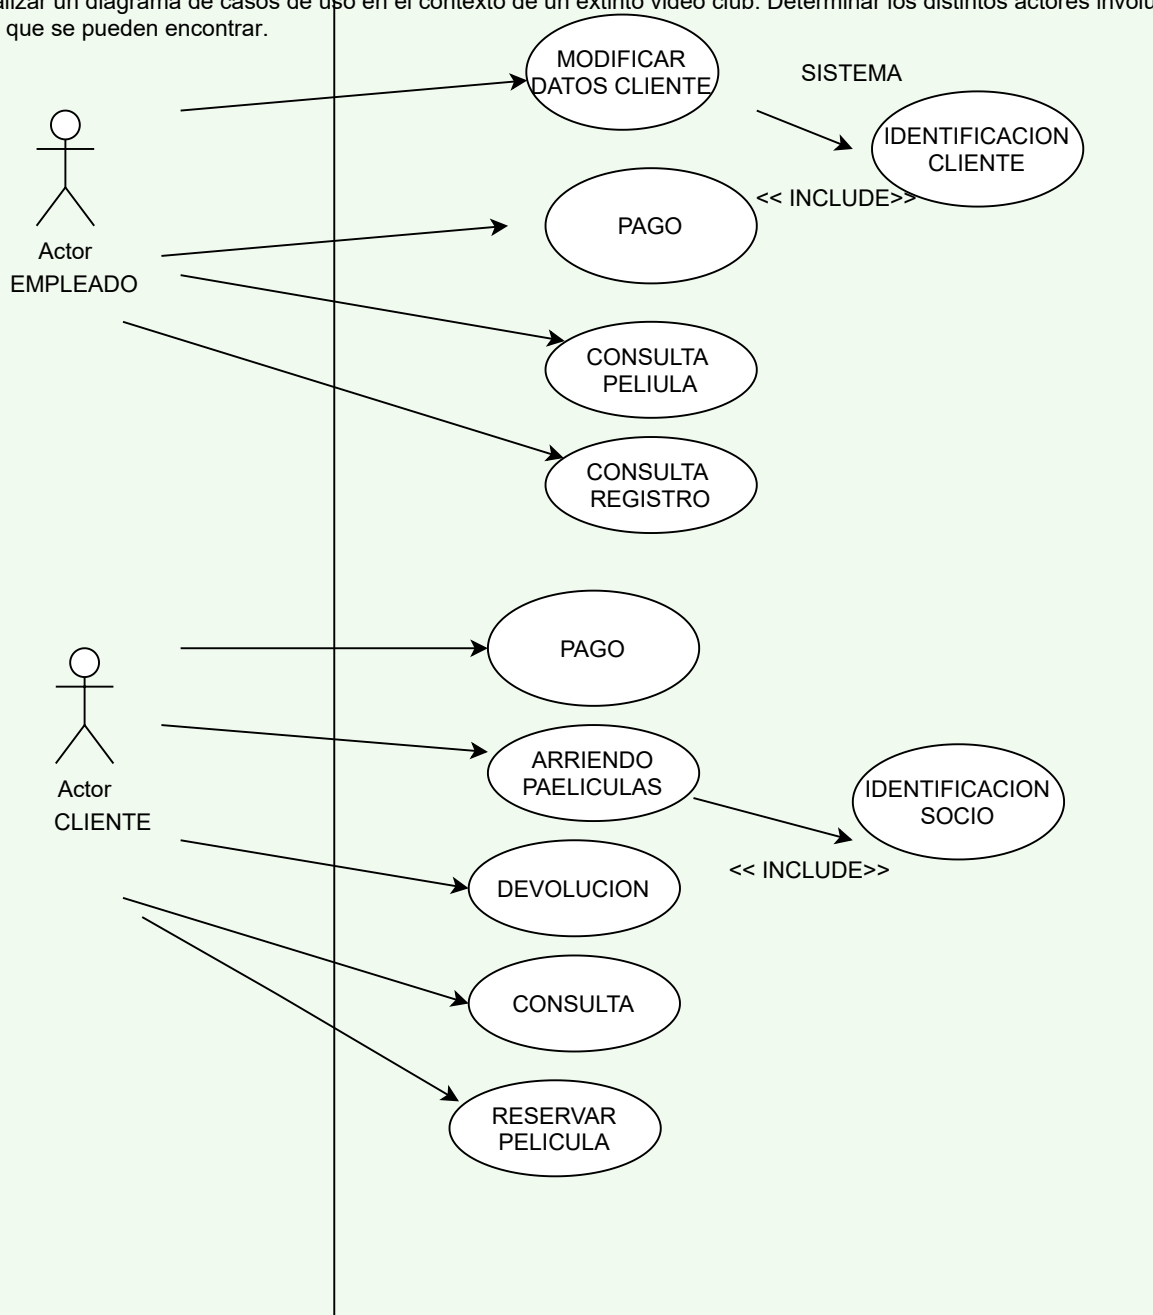 alizar un diagrama de casos de uso en el contexto de un extinto video club. Determinar los distintos actores
que se pueden encontrar.
MODIFICAR
DATOS CLIENTE
SISTEMA
IDENTIFICACION
CLIENTE
<< INCLUDE>>
PAGO
Actor
EMPLEADO
CONSULTA
PELIULA
CONSULTA
REGISTRO
PAGO
ARRIENDO
PAELICULAS
IDENTIFICACION
SOCIO
Actor
CLIENTE
<< INCLUDE>>
DEVOLUCION
CONSULTA
RESERVAR
PELICULA